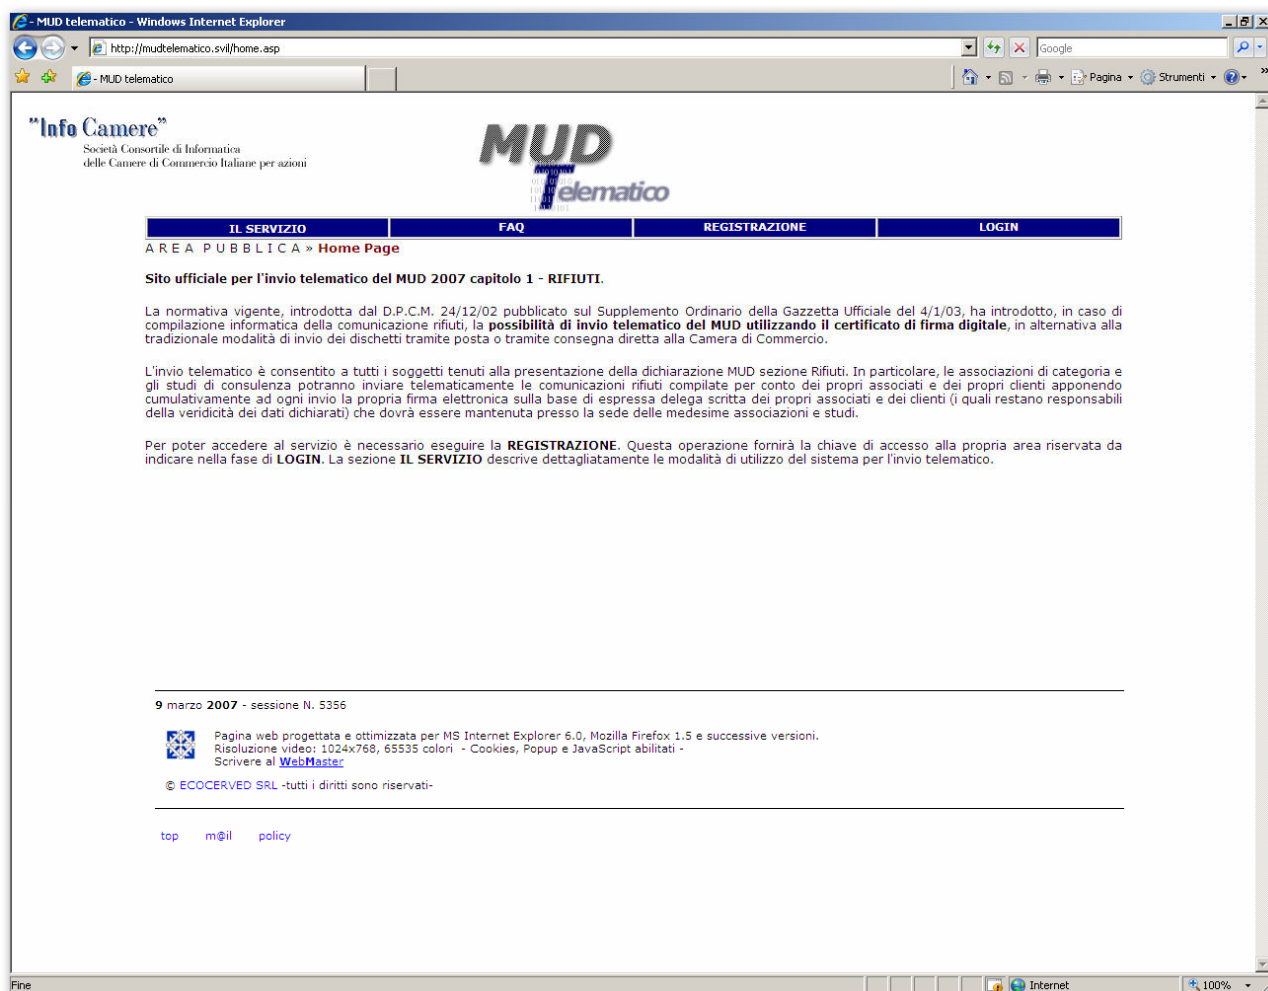 - MUD telematico - Windows Internet Explorer
http://mudtelematico.svil/home.asp
Google
- MUD telematico
Pagina
Strumenti
"Info Camere"
Società Consortile di Informatica
delle Camere di Commercio Italiane per azioni
MUD
Telematico
IL SERVIZIO FAQ REGISTRAZIONE LOGIN
AREA PUBBLICA » Home Page
Sito ufficiale per l'invio telematico del MUD 2007 capitolo 1 - RIFIUTI.
La normativa vigente, introdotta dal D.P.C.M. 24/12/02 pubblicato sul Supplemento Ordinario della Gazzetta Ufficiale del 4/1/03, ha introdotto, in caso di
compilazione informatica della comunicazione rifiuti, la possibilità di invio telematico del MUD utilizzando il certificato di firma digitale, in alternativa alla
tradizionale modalità di invio dei dischetti tramite posta o tramite consegna diretta alla Camera di Commercio.
L'invio telematico è consentito a tutti i soggetti tenuti alla presentazione della dichiarazione MUD sezione Rifiuti. In particolare, le associazioni di categoria e
gli studi di consulenza potranno inviare telematicamente le comunicazioni rifiuti compilate per conto dei propri associati e dei propri clienti apponendo
cumulativamente ad ogni invio la propria firma elettronica sulla base di espressa delega scritta dei propri associati e dei clienti (i quali restano responsabili
della veridicità dei dati dichiarati) che dovrà essere mantenuta presso la sede delle medesime associazioni e studi.
Per poter accedere al servizio è necessario eseguire la REGISTRAZIONE. Questa operazione fornirà la chiave di accesso alla propria area riservata da
indicare nella fase di LOGIN. La sezione IL SERVIZIO descrive dettagliatamente le modalità di utilizzo del sistema per l'invio telematico.
9 marzo 2007 - sessione N. 5356
Pagina web progettata e ottimizzata per MS Internet Explorer 6.0, Mozilla Firefox 1.5 e successive versioni.
Risoluzione video: 1024x768, 65535 colori - Cookies, Popup e JavaScript abilitati -
Scrivere al WebMaster
© ECOCERVED SRL -tutti i diritti sono riservati-
top m@il policy
Fine
Internet
100%